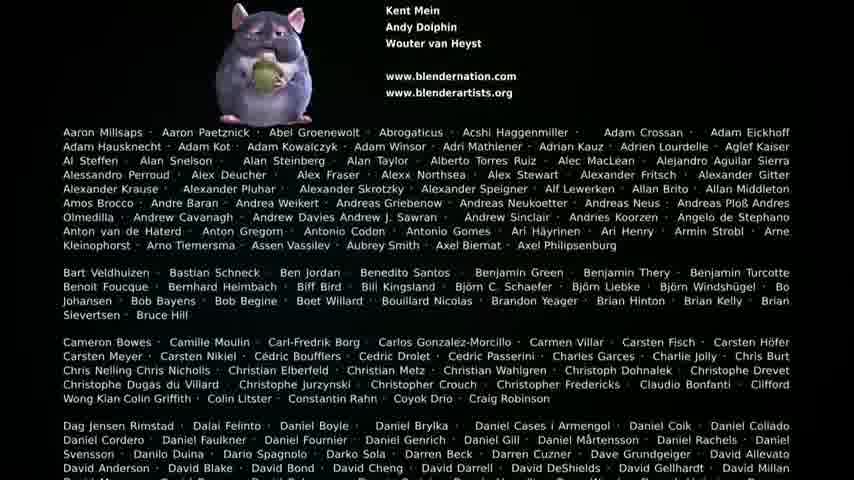 Kent Mein
Andy Dolphin
Wouter van Heyst
www.blendernation.com
www.blenderartists.org
Aaron Millsaps · Aaron Paetznick · Abel Groenewolt · Abrogaticus · Acshi Haggenmiller · Adam Crossan · Adam Eickhoff
Adam Hausknecht · Adam Kot · Adam Kowalczyk · Adam Winsor · Adri Mathlener · Adrian Kauz · Adrien Lourdelle · Aglef Kaiser
Al Steffen · Alan Snelson · Alan Steinberg · Alan Taylor · Alberto Torres Ruiz · Alec MacLean · Alejandro Aguilar Sierra
Alessandro Perroud · Alex Deucher · Alex Fraser · Alexx Northsea · Alex Stewart · Alexander Fritsch · Alexander Gitter
Alexander Krause · Alexander Pluhar · Alexander Skrotzky · Alexander Speigner · Alf Lewerken · Allan Brito · Allan Middleton
Amos Brocco · Andre Baran · Andrea Weikert · Andreas Griebenow · Andreas Neukoetter · Andreas Neus · Andreas Ploß Andres
Olmedilla · Andrew Cavanagh · Andrew Davies Andrew J. Sawran · Andrew Sinclair · Andries Koorzen · Angelo de Stephano
Anton van de Haterd · Anton Gregorn · Antonio Codon · Antonio Gomes · Ari Häyrinen · Ari Henry · Armin Strobl · Arne
Kleinophorst · Arno Tiemersma · Assen Vassilev · Aubrey Smith · Axel Biernat · Axel Philipsenburg
Bart Veldhuizen · Bastian Schneck · Ben Jordan · Benedito Santos · Benjamin Green · Benjamin Thery · Benjamin Turcotte
Benoit Foucque · Bernhard Heimbach · Biff Bird · Bill Kingsland · Björn C. Schaefer · Björn Liebke · Björn Windshügel · Bo
Johansen · Bob Bayens · Bob Begine · Boet Willard · Bouillard Nicolas · Brandon Yeager · Brian Hinton · Brian Kelly · Brian
Sievertsen · Bruce Hill
Cameron Bowes · Camille Moulin · Carl-Fredrik Borg · Carlos Gonzalez-Morcillo · Carmen Villar · Carsten Fisch · Carsten Höfer
Carsten Meyer · Carsten Nikiel · Cédric Boufflers · Cedric Drolet · Cedric Passerini · Charles Garces · Charlie Jolly · Chris Burt
Chris Nelling Chris Nicholls · Christian Elberfeld · Christian Metz · Christian Wahlgren · Christoph Dohnalek · Christophe Drevet
Christophe Dugas du Villard · Christophe Jurzynski · Christopher Crouch · Christopher Fredericks · Claudio Bonfanti · Clifford
Wong Kian Colin Griffith · Colin Litster · Constantin Rahn · Coyok Drio · Craig Robinson
Dag Jensen Rimstad · Dalai Felinto · Daniel Boyle · Daniel Brylka · Daniel Cases i Armengol · Daniel Coik · Daniel Collado
Daniel Cordero · Daniel Faulkner · Daniel Fournier · Daniel Genrich · Daniel Gill · Daniel Mårtensson · Daniel Rachels · Daniel
Svensson · Danilo Duina · Dario Spagnolo · Darko Sola · Darren Beck · Darren Cuzner · Dave Grundgeiger · David Allevato
David Anderson · David Blake · David Bond · David Cheng · David Darrell · David DeShields · David Gellhardt · David Millan